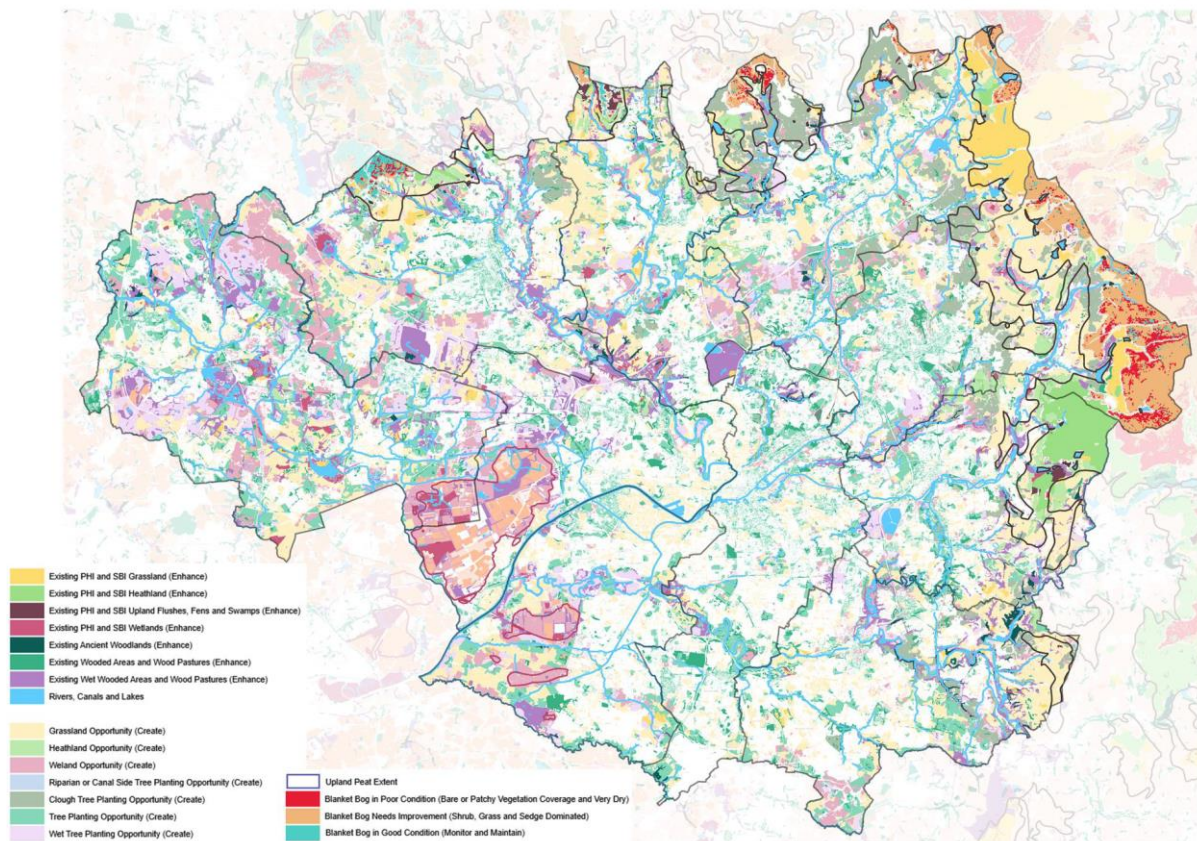 Existing PHI and SBI Grassland (Enhance)
Existing PHI and SBI Heathland (Enhance)
Existing PHI and SBI Upland Flushes, Fens and Swamps (Enhance)
Existing PHI and SBI Wetlands (Enhance)
Existing Ancient Woodlands (Enhance)
Existing Wooded Areas and Wood Pastures (Enhance)
Existing Wet Wooded Areas and Wood Pastures (Enhance)
Rivers, Canals and Lakes
Grassland Opportunity (Create)
Heathland Opportunity (Create)
Weland Opportunity (Create)
Riparian or Canal Side Tree Planting Opportunity (Create)
Clough Tree Planting Opportunity (Create)
Tree Planting Opportunity (Create)
Wet Tree Planting Opportunity (Create)
Upland Peat Extent
Blanket Bog in Poor Condition (Bare or Patchy Vegetation Coverage and Very Dry)
Blanket Bog Needs Improvement (Shrub, Grass and Sedge Dominated)
Blanket Bog in Good Condition (Monitor and Maintain)